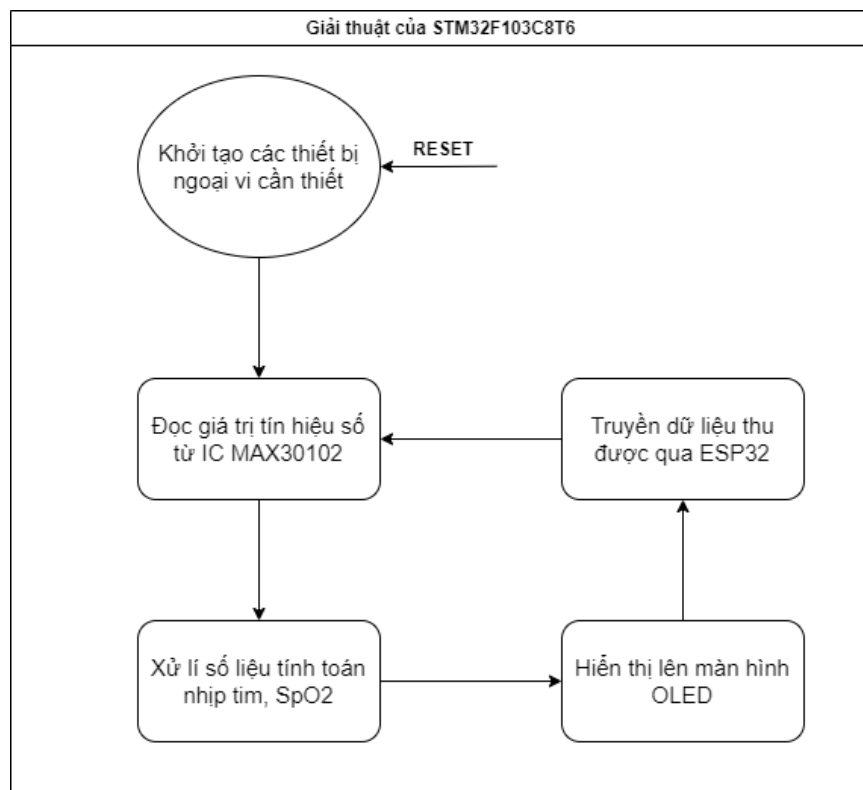 Giải thuật của STM32F103C8T6
Khởi tạo các thiết bị
ngoại vi cần thiết
RESET
Đọc giá trị tín hiệu số
từ IC MAX30102
Truyền dữ liệu thu
được qua ESP32
Xử lí số liệu tính toán
nhịp tim, SpO2
Hiển thị lên màn hình
OLED